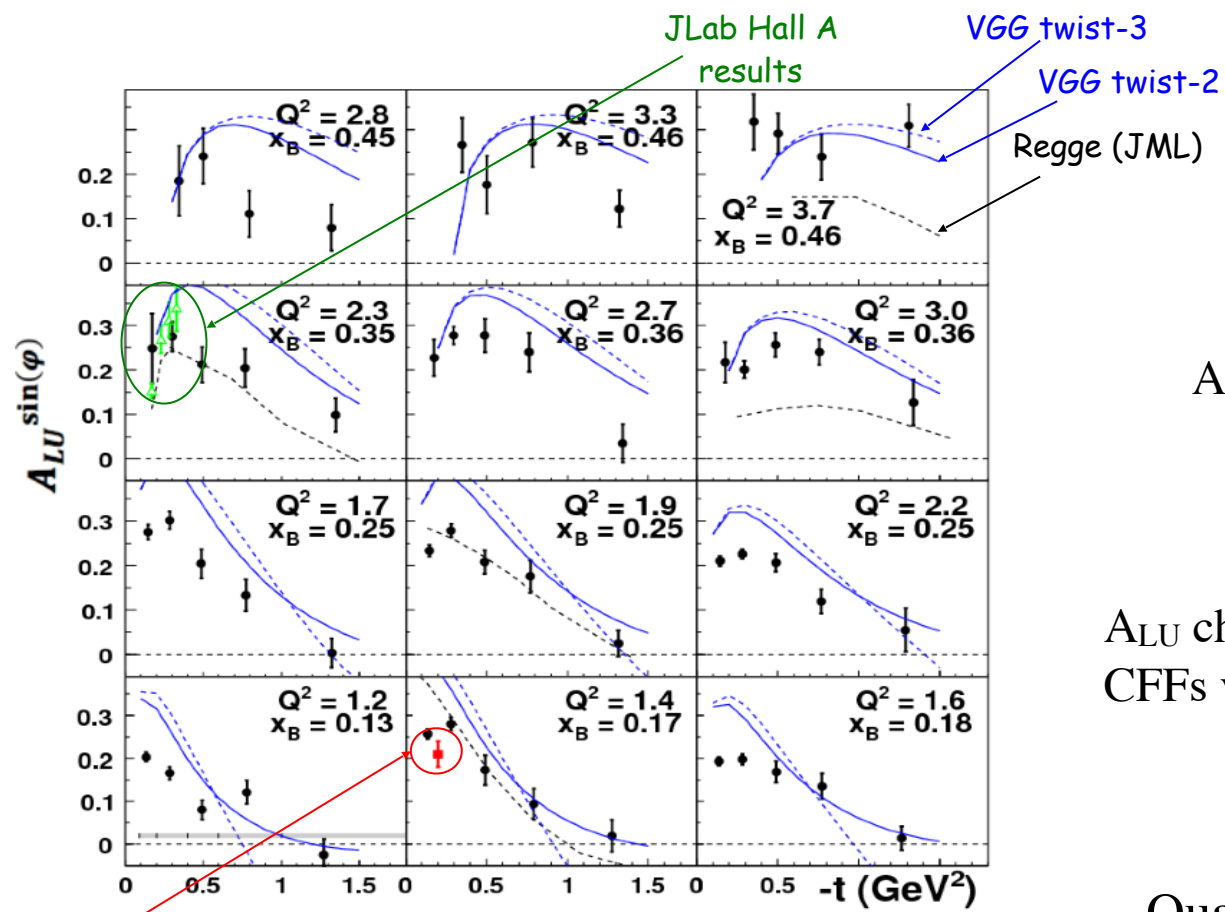 JLab Hall A
results
VGG twist-3
VGG twist-2
Regge (JML)
A_LU^sin(φ)
Q² = 2.8
x_B = 0.45
Q² = 3.3
x_B = 0.46
Q² = 3.7
x_B = 0.46
0.2
0.1
0
Q² = 2.3
x_B = 0.35
Q² = 2.7
x_B = 0.36
Q² = 3.0
x_B = 0.36
0.3
0.2
0.1
0
A
Q² = 1.7
x_B = 0.25
Q² = 1.9
x_B = 0.25
Q² = 2.2
x_B = 0.25
0.3
0.2
0.1
0
A_LU ch
CFFs
Q² = 1.2
x_B = 0.13
Q² = 1.4
x_B = 0.17
Q² = 1.6
x_B = 0.18
0.3
0.2
0.1
0
0 0.5 1 0 0.5 1 0 0.5 -t (GeV²)